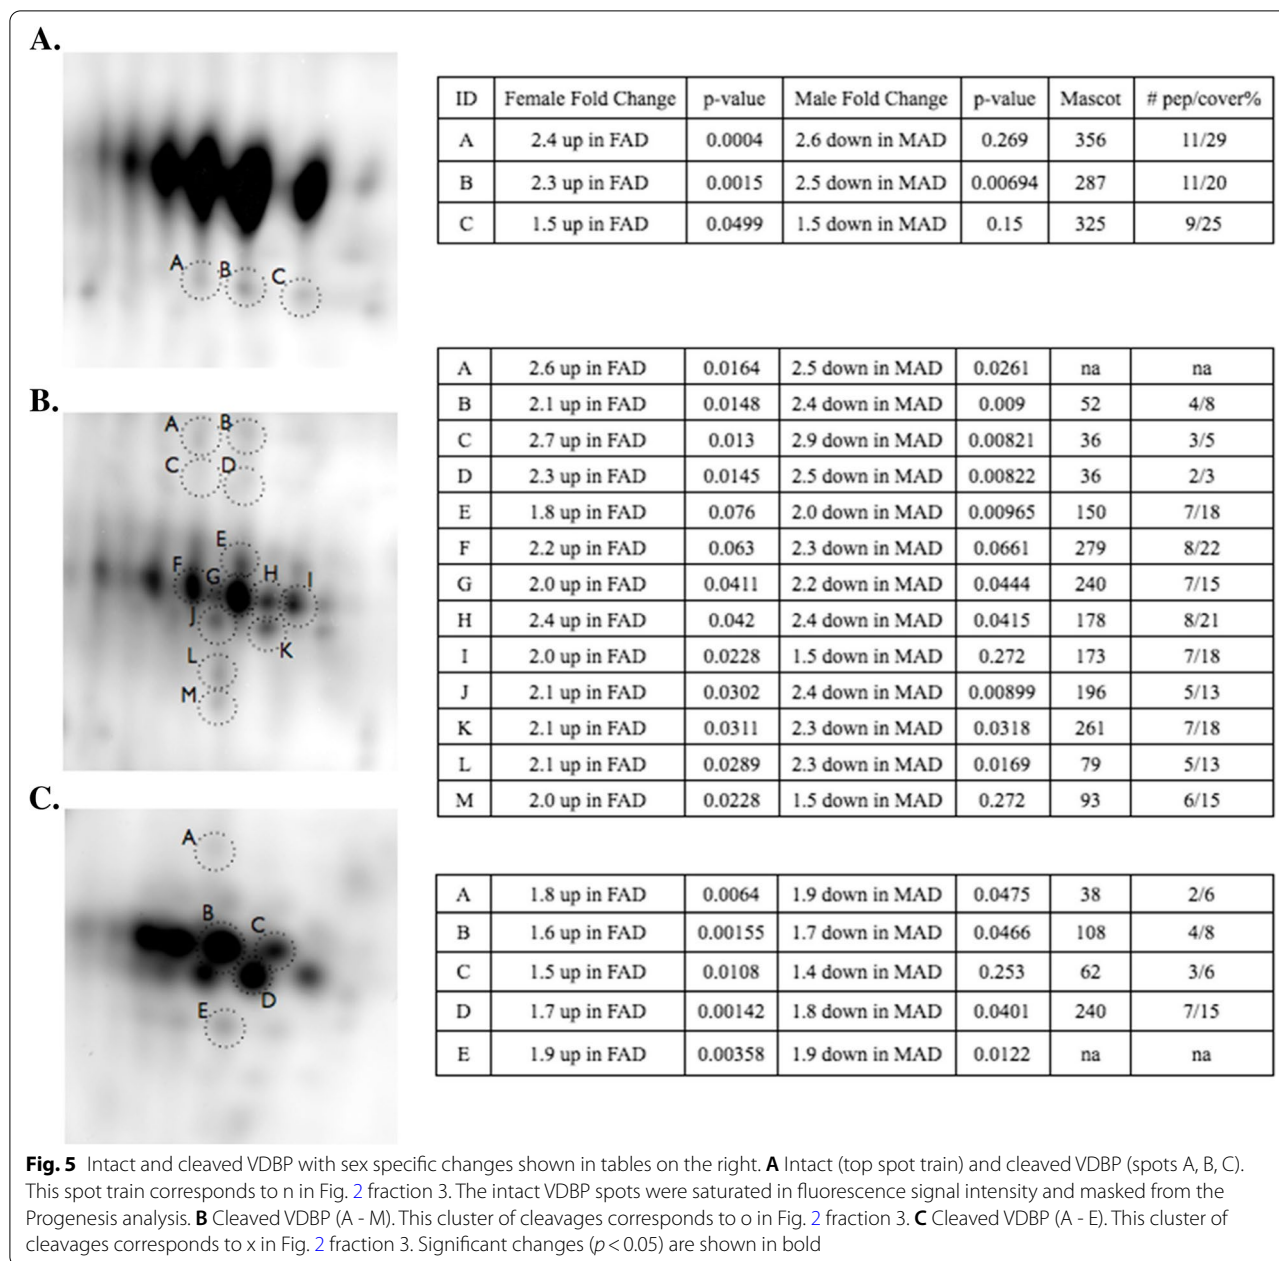 A.
A
B
C
ID Female Fold Change p-value Male Fold Change p-value Mascot # pep/cover%
A 2.4 up in FAD 0.0004 2.6 down in MAD 0.269 356 11/29
B 2.3 up in FAD 0.0015 2.5 down in MAD 0.00694 287 11/20
C 1.5 up in FAD 0.0499 1.5 down in MAD 0.15 325 9/25
B.
A B
C D
E
F G H I
J K
L
M
A 2.6 up in FAD 0.0164 2.5 down in MAD 0.0261 na na
B 2.1 up in FAD 0.0148 2.4 down in MAD 0.009 52 4/8
C 2.7 up in FAD 0.013 2.9 down in MAD 0.00821 36 3/5
D 2.3 up in FAD 0.0145 2.5 down in MAD 0.00822 36 2/3
E 1.8 up in FAD 0.076 2.0 down in MAD 0.00965 150 7/18
F 2.2 up in FAD 0.063 2.3 down in MAD 0.0661 279 8/22
G 2.0 up in FAD 0.0411 2.2 down in MAD 0.0444 240 7/15
H 2.4 up in FAD 0.042 2.4 down in MAD 0.0415 178 8/21
I 2.0 up in FAD 0.0228 1.5 down in MAD 0.272 173 7/18
J 2.1 up in FAD 0.0302 2.4 down in MAD 0.00899 196 5/13
K 2.1 up in FAD 0.0311 2.3 down in MAD 0.0318 261 7/18
L 2.1 up in FAD 0.0289 2.3 down in MAD 0.0169 79 5/13
M 2.0 up in FAD 0.0228 1.5 down in MAD 0.272 93 6/15
C.
A
B C
D
E
A 1.8 up in FAD 0.0064 1.9 down in MAD 0.0475 38 2/6
B 1.6 up in FAD 0.00155 1.7 down in MAD 0.0466 108 4/8
C 1.5 up in FAD 0.0108 1.4 down in MAD 0.253 62 3/6
D 1.7 up in FAD 0.00142 1.8 down in MAD 0.0401 240 7/15
E 1.9 up in FAD 0.00358 1.9 down in MAD 0.0122 na na
Fig. 5 Intact and cleaved VDBP with sex specific changes shown in tables on the right. A Intact (top spot train) and cleaved VDBP (spots A, B, C).
This spot train corresponds to n in Fig. 2 fraction 3. The intact VDBP spots were saturated in fluorescence signal intensity and masked from the
Progenesis analysis. B Cleaved VDBP (A - M). This cluster of cleavages corresponds to o in Fig. 2 fraction 3. C Cleaved VDBP (A - E). This cluster of
cleavages corresponds to x in Fig. 2 fraction 3. Significant changes (p < 0.05) are shown in bold